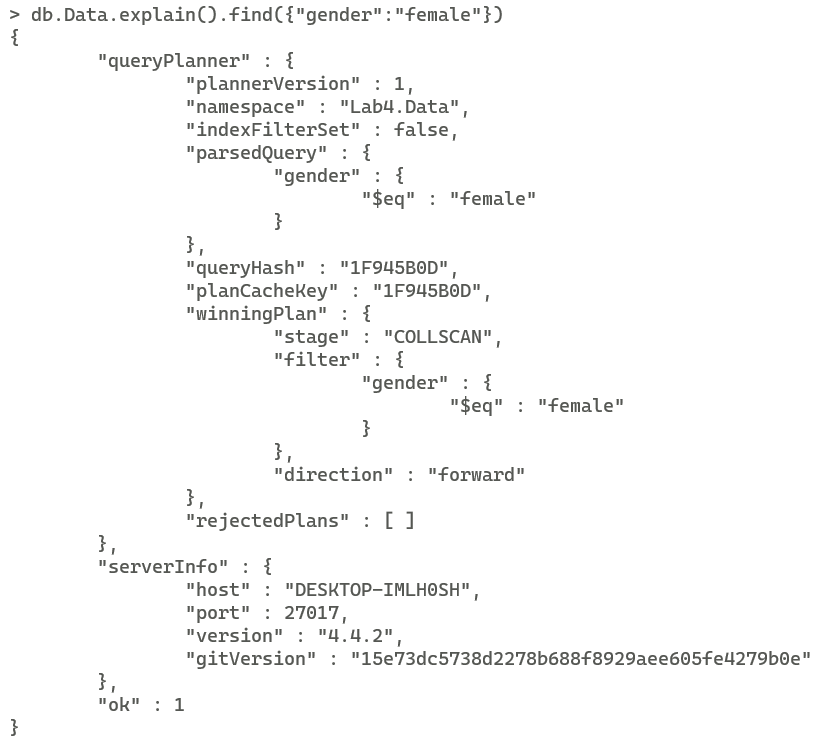 > db.Data.explain().find({"gender":"female"})
{
        "queryPlanner" : {
                "plannerVersion" : 1,
                "namespace" : "Lab4.Data",
                "indexFilterSet" : false,
                "parsedQuery" : {
                        "gender" : {
                                "$eq" : "female"
                        }
                },
                "queryHash" : "1F945B0D",
                "planCacheKey" : "1F945B0D",
                "winningPlan" : {
                        "stage" : "COLLSCAN",
                        "filter" : {
                                "gender" : {
                                        "$eq" : "female"
                                }
                        },
                        "direction" : "forward"
                },
                "rejectedPlans" : [ ]
        },
        "serverInfo" : {
                "host" : "DESKTOP-IMLH0SH",
                "port" : 27017,
                "version" : "4.4.2",
                "gitVersion" : "15e73dc5738d2278b688f8929aee605fe4279b0e"
        },
        "ok" : 1
}